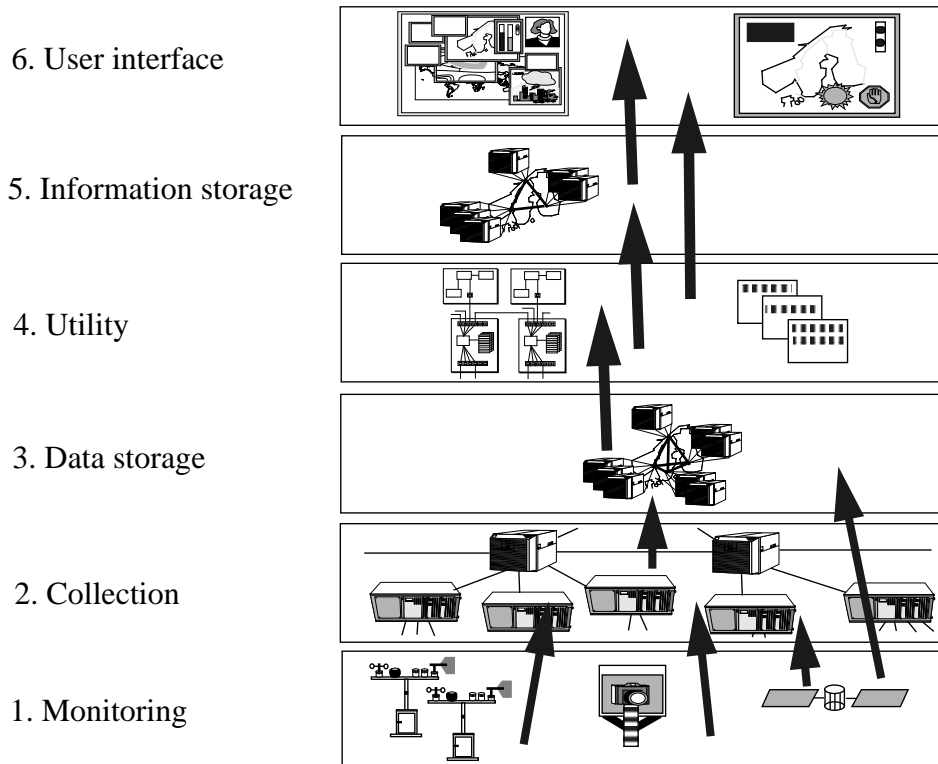 6. User interface
5. Information storage
4. Utility
3. Data storage
2. Collection
1. Monitoring